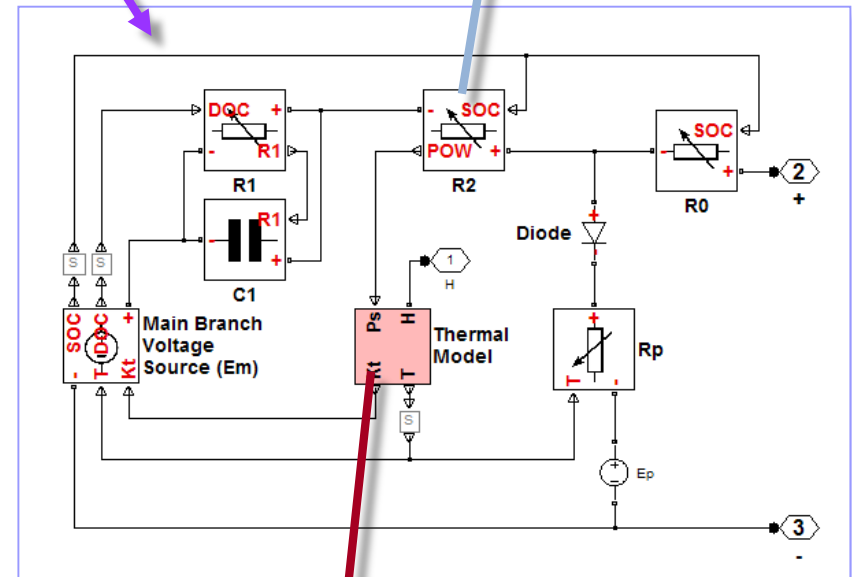 DOC +
- R1
R1
R1
- +
C1
- SOC
POW +
R2
SOC
-
+
R0
2
+
Diode
+
-
1
H
S S
SOC DOC +
- T Kt
Main Branch
Voltage
Source (Em)
Ps H
Kt T
Thermal
Model
S
+
T -
Rp
+
-
Ep
3
-